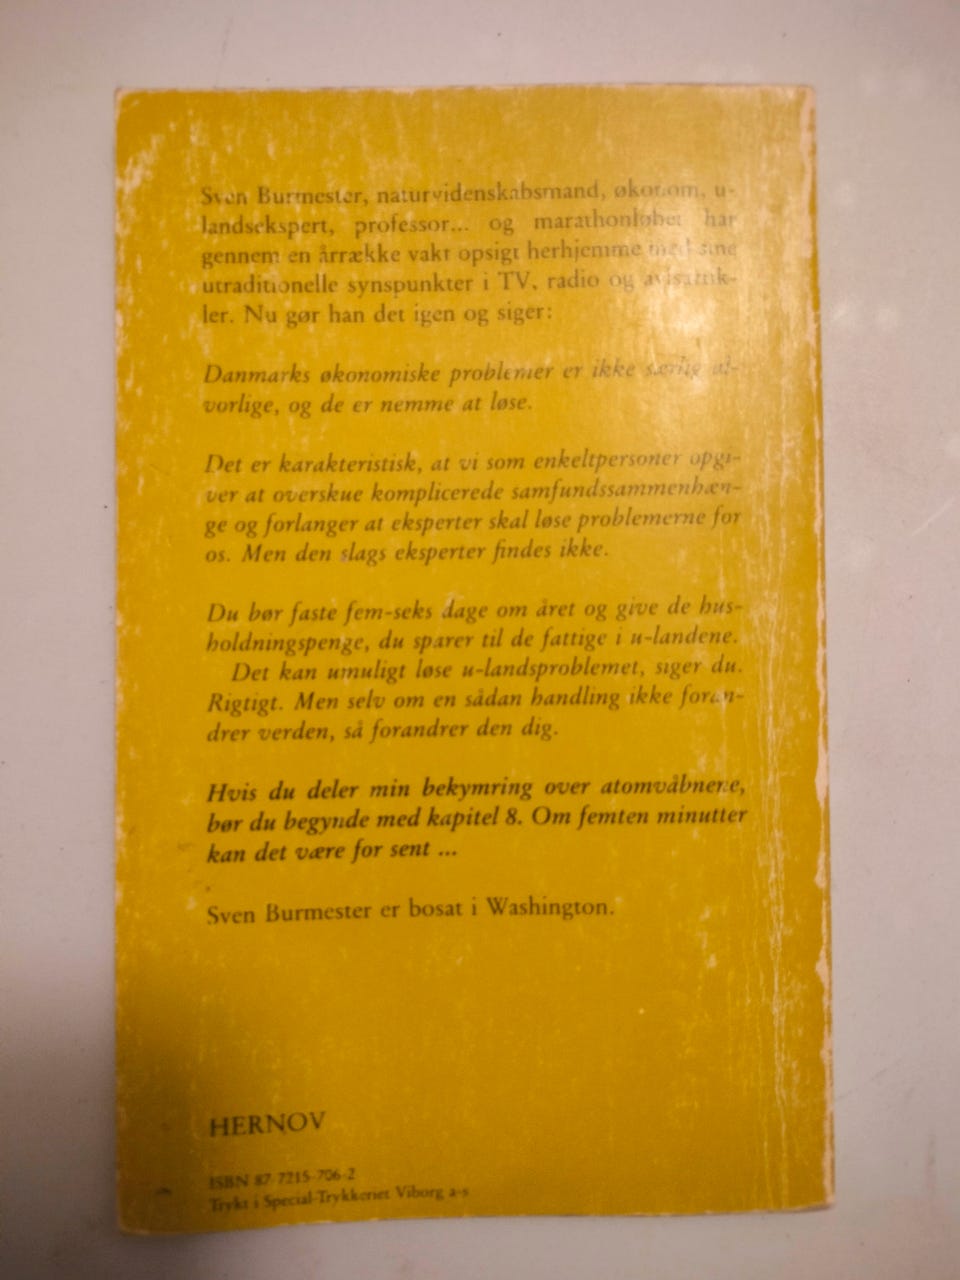 Sven Burmester, naturvidenskabsmand, økonom, u-
landsekspert, professor... og marathonløber har
gennem en årrække vakt opsigt herhjemme med sine
utraditionelle synspunkter i TV, radio og avisartik-
ler. Nu gør han det igen og siger:
Danmarks økonomiske problemer er ikke særlig al-
vorlige, og de er nemme at løse.
Det er karakteristisk, at vi som enkeltpersoner opgi-
ver at overskue komplicerede samfundssammenhæn-
ge og forlanger at eksperter skal løse problemerne for
os. Men den slags eksperter findes ikke.
Du bør faste fem-seks dage om året og give de hus-
holdningspenge, du sparer til de fattige i u-landene.
Det kan umuligt løse u-landsproblemet, siger du.
Rigtigt. Men selv om en sådan handling ikke foran-
drer verden, så forandrer den dig.
Hvis du deler min bekymring over atomvåbnene,
bør du begynde med kapitel 8. Om femten minutter
kan det være for sent ...
Sven Burmester er bosat i Washington.
HERNOV
ISBN 87-7215-706-2
Trykt i Special-Trykkeriet Viborg a-s